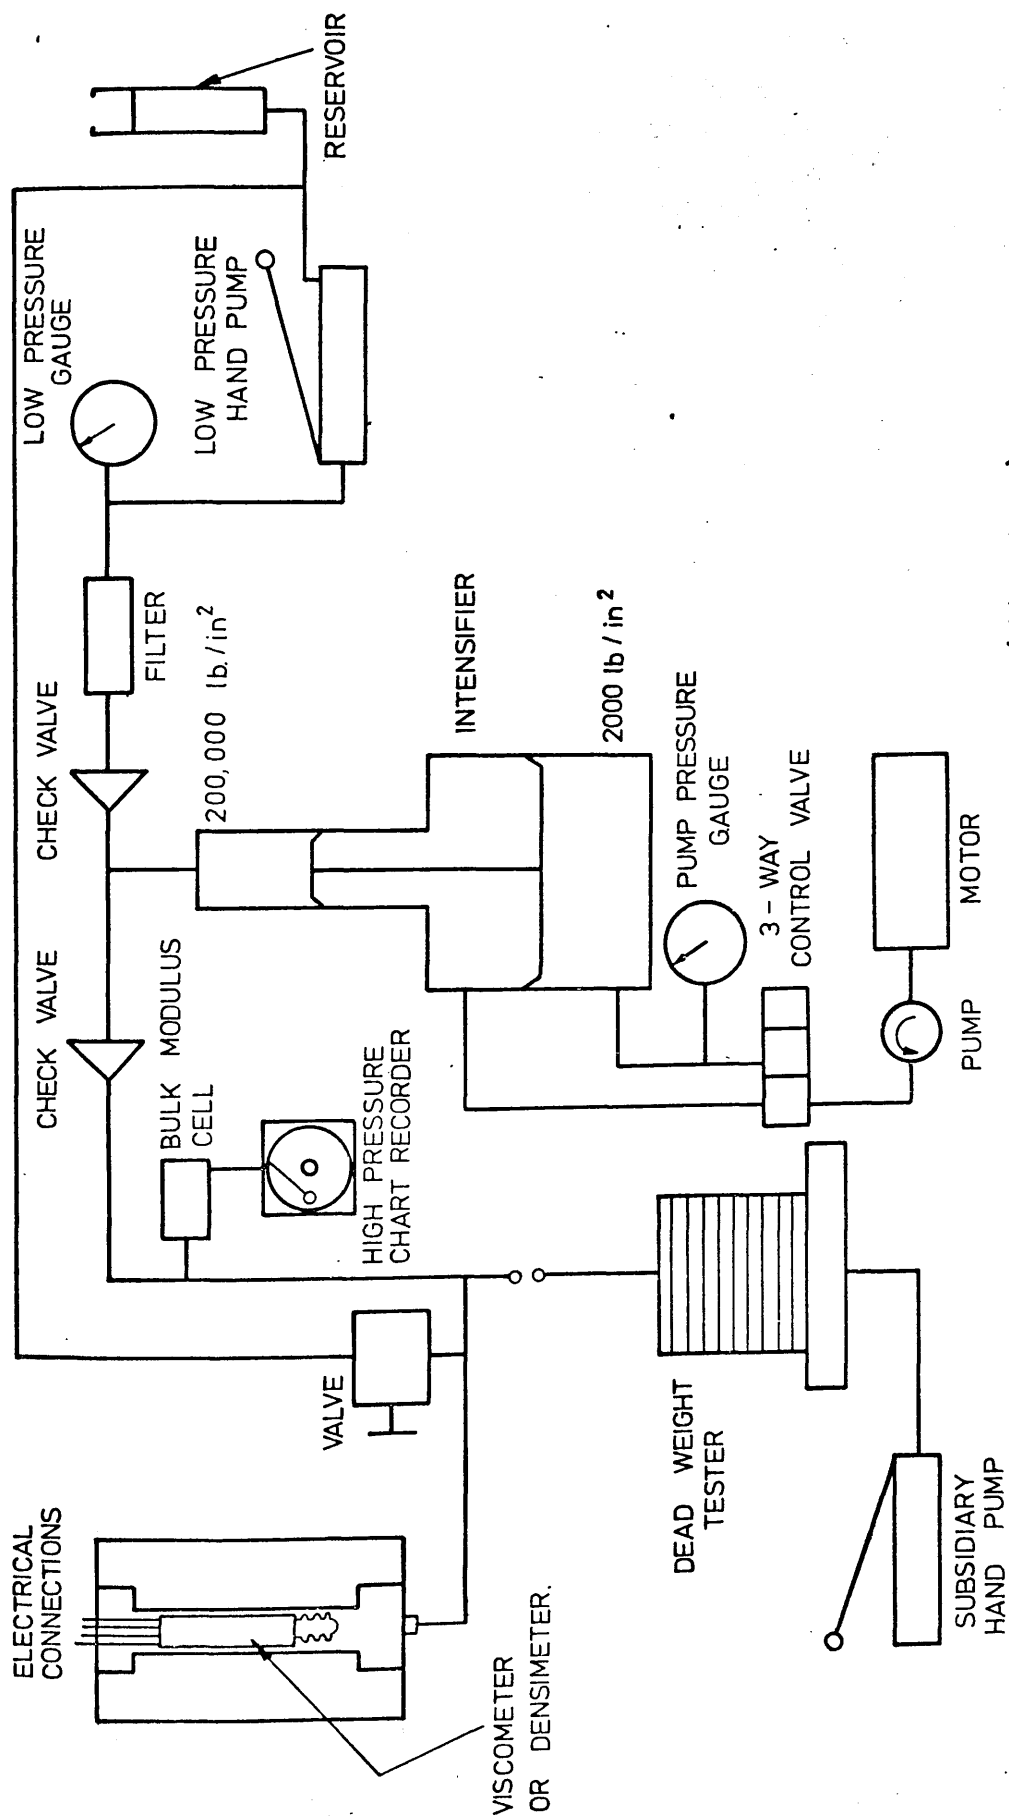 ELECTRICAL
CONNECTIONS
VISCOMETER
OR DENSIMETER.
VALVE
CHECK VALVE
BULK MODULUS
CELL
HIGH PRESSURE
CHART RECORDER
CHECK VALVE
FILTER
LOW PRESSURE
GAUGE
LOW PRESSURE
HAND PUMP
RESERVOIR
200,000 lb./in²
INTENSIFIER
2000 lb/in²
PUMP PRESSURE
GAUGE
3-WAY
CONTROL VALVE
MOTOR
PUMP
DEAD WEIGHT
TESTER
SUBSIDIARY
HAND PUMP